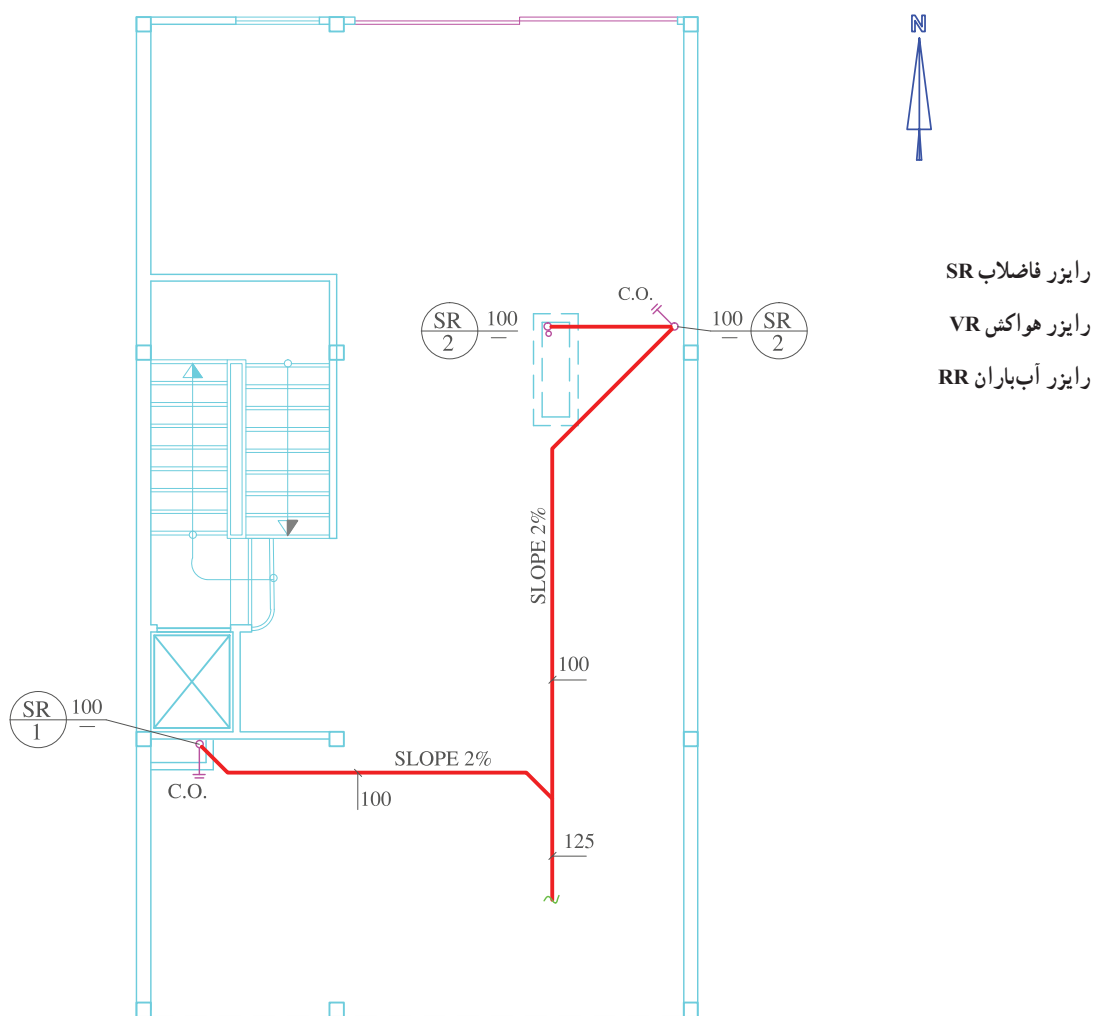 N
رایزر فاضلاب SR
رایزر هواکش VR
رایزر آب‌باران RR
C.O.
SR
2
100
100
SR
2
SLOPE 2%
100
SR
1
100
SLOPE 2%
C.O.
100
125